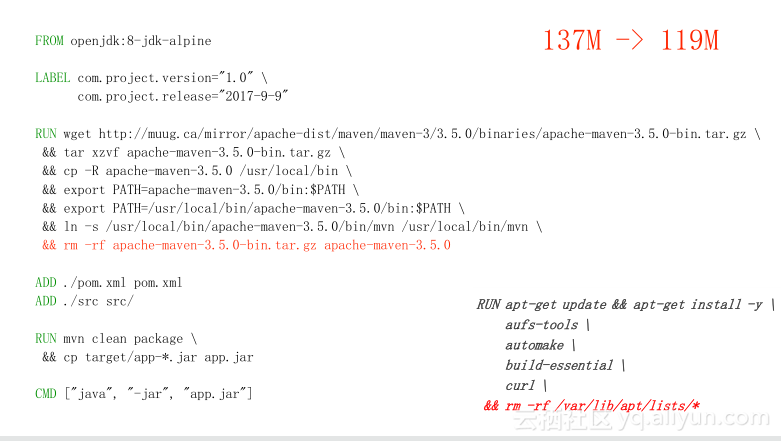 FROM openjdk:8-jdk-alpine
137M -> 119M
LABEL com.project.version="1.0" \
com.project.release="2017-9-9"
RUN wget http://muug.ca/mirror/apache-dist/maven/maven-3/3.5.0/binaries/apache-maven-3.5.0-bin.tar.gz \
&& tar xzvf apache-maven-3.5.0-bin.tar.gz \
&& cp -R apache-maven-3.5.0 /usr/local/bin \
&& export PATH=apache-maven-3.5.0/bin:$PATH \
&& export PATH=/usr/local/bin/apache-maven-3.5.0/bin:$PATH \
&& ln -s /usr/local/bin/apache-maven-3.5.0/bin/mvn /usr/local/bin/mvn \
&& rm -rf apache-maven-3.5.0-bin.tar.gz apache-maven-3.5.0
ADD ./pom.xml pom.xml
ADD ./src src/
RUN mvn clean package \
&& cp target/app-*.jar app.jar
CMD ["java", "-jar", "app.jar"]
RUN apt-get update && apt-get install -y \
aufs-tools \
automake \
build-essential \
curl \
&& rm -rf /var/lib/apt/lists/*
云栖社区 yq.aliyun.com